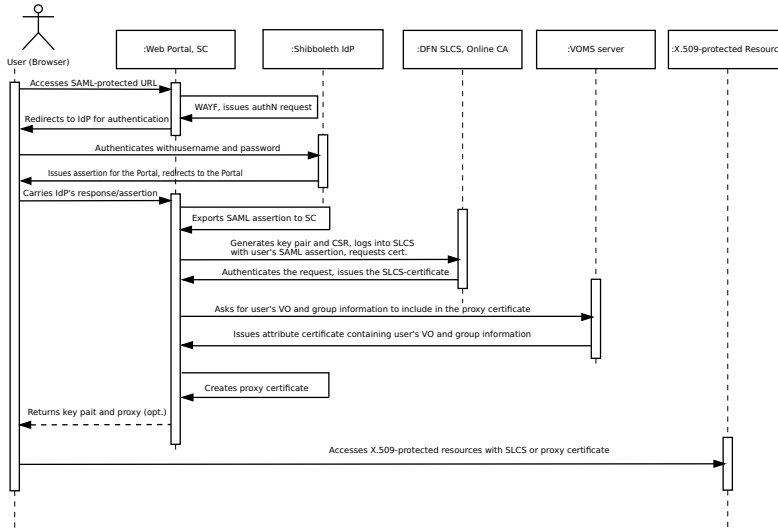 :Web Portal, SC
:Shibboleth IdP
:DFN SLCS, Online CA
:VOMS server
:X.509-protected Resourc
User (Browser)
Accesses SAML-protected URL
WAYF, issues authN request
Redirects to IdP for authentication
Authenticates with username and password
Issues assertion for the Portal, redirects to the Portal
Carries IdP's response/assertion
Exports SAML assertion to SC
Generates key pair and CSR, logs into SLCS
with user's SAML assertion, requests cert.
Authenticates the request, issues the SLCS-certificate
Asks for user's VO and group information to include in the proxy certificate
Issues attribute certificate containing user's VO and group information
Creates proxy certificate
Returns key pait and proxy (opt.)
Accesses X.509-protected resources with SLCS or proxy certificate